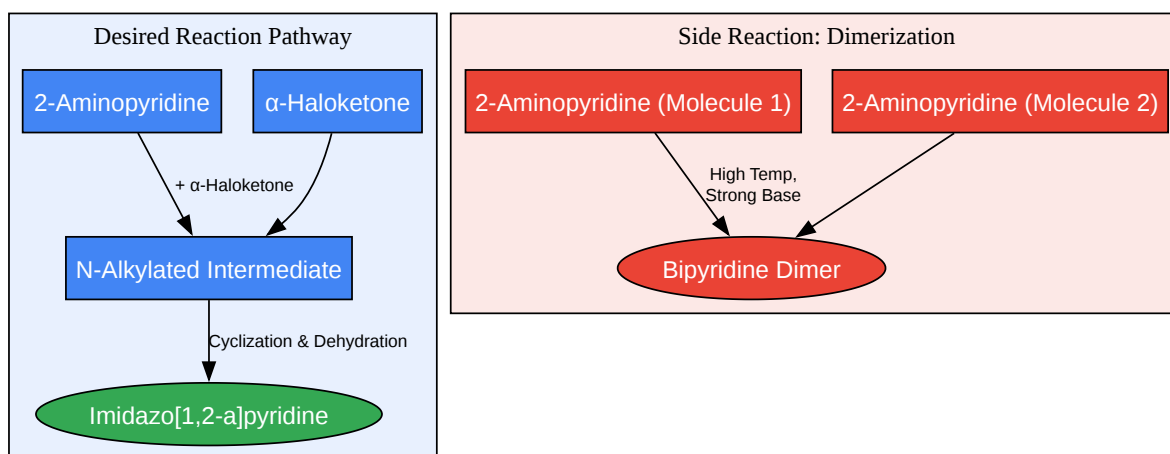 Desired Reaction Pathway
2-Aminopyridine
α-Haloketone
+ α-Haloketone
N-Alkylated Intermediate
Cyclization & Dehydration
Imidazo[1,2-a]pyridine
Side Reaction: Dimerization
2-Aminopyridine (Molecule 1)
2-Aminopyridine (Molecule 2)
High Temp,
Strong Base
Bipyridine Dimer